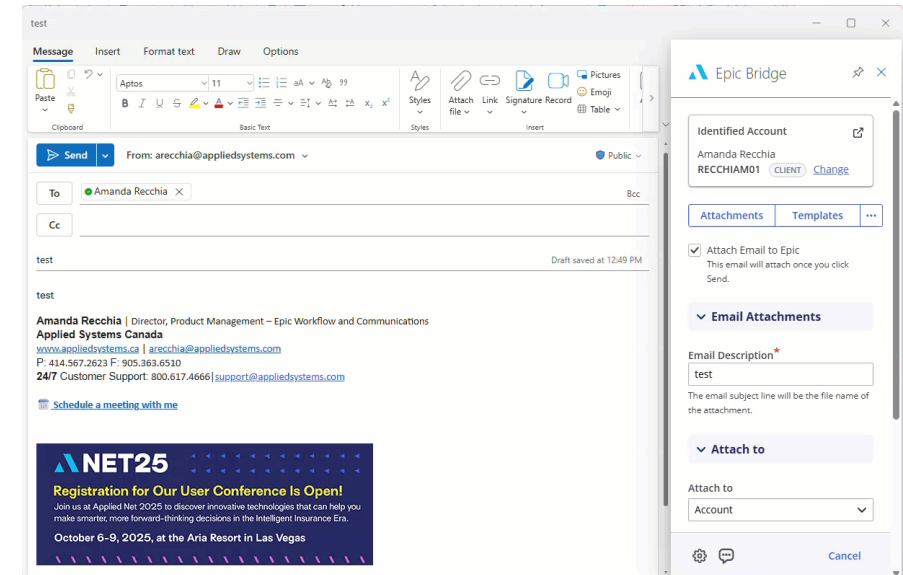 test
Message Insert Format text Draw Options
Paste
Clipboard
Aptos 11
B I U S A
aA
Basic Text
Styles
Styles
Attach file
Link
Signature
Record
Pictures
Emoji
Table
Insert
Send
From: arecchia@appliedsystems.com
Public
To
Amanda Recchia
Bcc
Cc
test
Draft saved at 12:49 PM
test
Amanda Recchia | Director, Product Management – Epic Workflow and Communications
Applied Systems Canada
www.appliedsystems.ca | arecchia@appliedsystems.com
P: 414.567.2623 F: 905.363.6510
24/7 Customer Support: 800.617.4666|support@appliedsystems.com
Schedule a meeting with me
NET25
Registration for Our User Conference Is Open!
Join us at Applied Net 2025 to discover innovative technologies that can help you
make smarter, more forward-thinking decisions in the Intelligent Insurance Era.
October 6-9, 2025, at the Aria Resort in Las Vegas
Epic Bridge
Identified Account
Amanda Recchia
RECCHIAM01 CLIENT Change
Attachments Templates ...
Attach Email to Epic
This email will attach once you click
Send.
Email Attachments
Email Description*
test
The email subject line will be the file name of
the attachment.
Attach to
Attach to
Account
Cancel